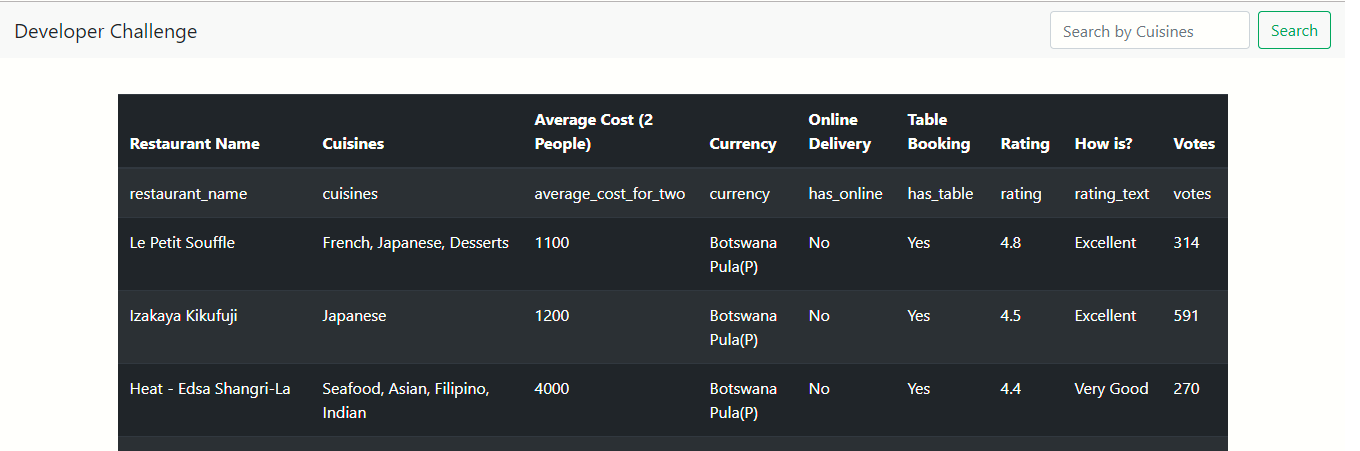 Developer Challenge
Search by Cuisines
Search
Restaurant Name Cuisines Average Cost (2 People) Currency Online Delivery Table Booking Rating How is? Votes
restaurant_name cuisines average_cost_for_two currency has_online has_table rating rating_text votes
Le Petit Souffle French, Japanese, Desserts 1100 Botswana Pula(P) No Yes 4.8 Excellent 314
Izakaya Kikufuji Japanese 1200 Botswana Pula(P) No Yes 4.5 Excellent 591
Heat - Edsa Shangri-La Seafood, Asian, Filipino, Indian 4000 Botswana Pula(P) No Yes 4.4 Very Good 270